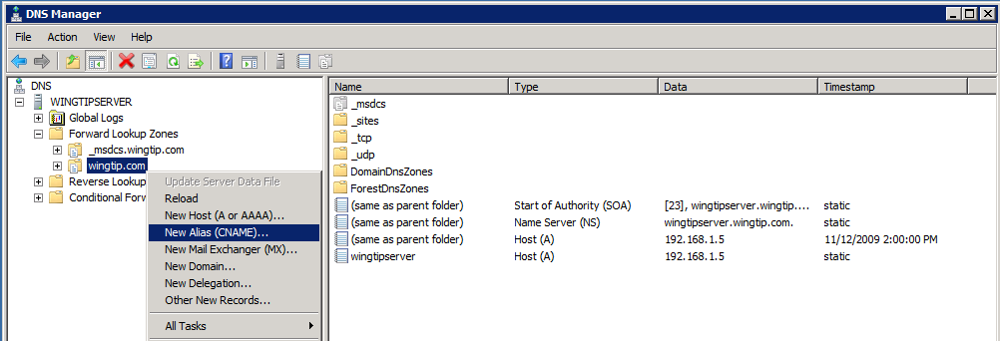 DNS Manager
File Action View Help
DNS
WINGTIPSERVER
Global Logs
Forward Lookup Zones
_msdcs.wingtip.com
wingtip.com
Reverse Lookup
Conditional Forw
Update Server Data File
Reload
New Host (A or AAAA)...
New Alias (CNAME)...
New Mail Exchanger (MX)...
New Domain...
New Delegation...
Other New Records...
All Tasks
Name Type Data Timestamp
_msdcs
_sites
_tcp
_udp
DomainDnsZones
ForestDnsZones
(same as parent folder) Start of Authority (SOA) [23], wingtipserver.wingtip.... static
(same as parent folder) Name Server (NS) wingtipserver.wingtip.com. static
(same as parent folder) Host (A) 192.168.1.5 11/12/2009 2:00:00 PM
wingtipserver Host (A) 192.168.1.5 static